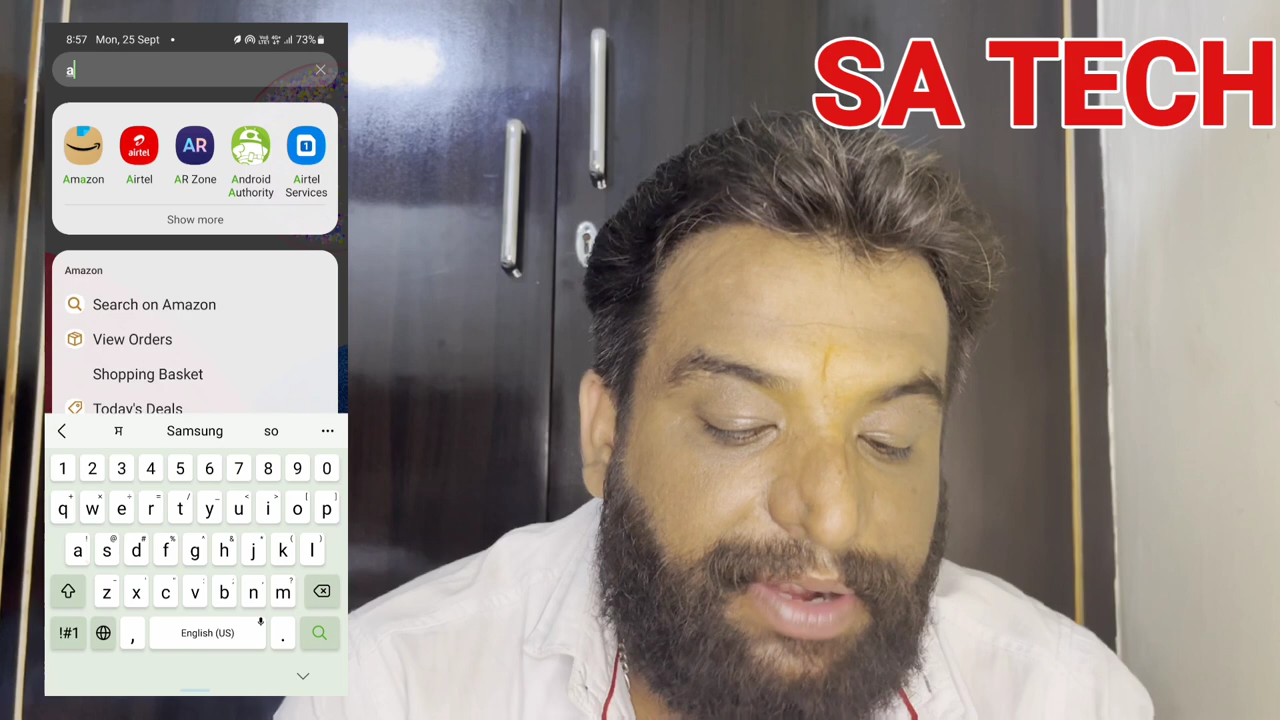 SA TECH
8:57 Mon, 25 Sept
73%
a
airtel
AR
1
Amazon Airtel AR Zone Android Authority Airtel Services
Show more
Amazon
Search on Amazon
View Orders
Shopping Basket
Today's Deals
म Samsung so
1 2 3 4 5 6 7 8 9 0
q w e r t y u i o p
a s d f g h j k l
z x c v b n m
!#1 , English (US) .